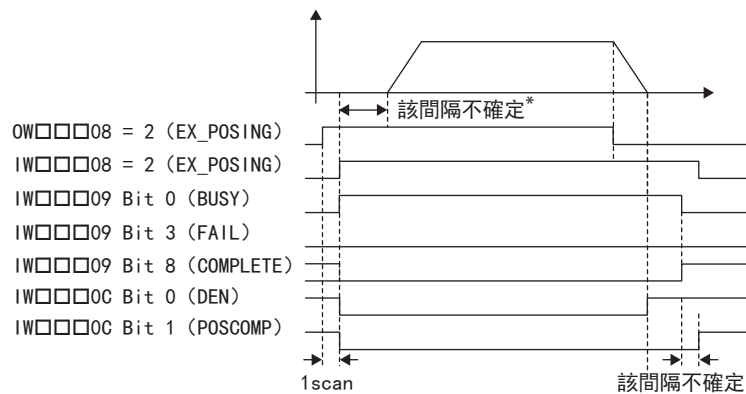 該間隔不確定*
OW□□□08 = 2 (EX_POSING)
IW□□□08 = 2 (EX_POSING)
IW□□□09 Bit 0 (BUSY)
IW□□□09 Bit 3 (FAIL)
IW□□□09 Bit 8 (COMPLETE)
IW□□□0C Bit 0 (DEN)
IW□□□0C Bit 1 (POSCOMP)
1scan
該間隔不確定